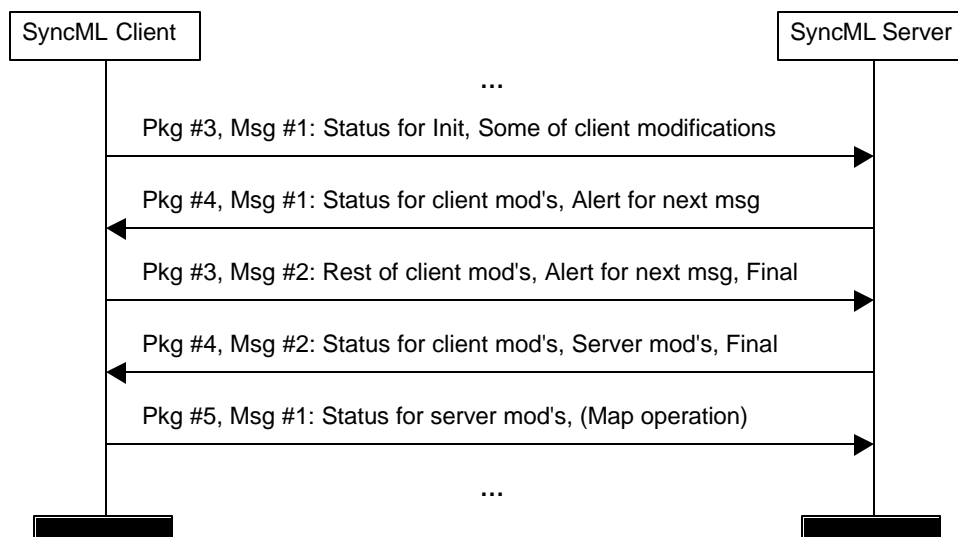 SyncML Client
SyncML Server
...
Pkg #3, Msg #1: Status for Init, Some of client modifications
Pkg #4, Msg #1: Status for client mod's, Alert for next msg
Pkg #3, Msg #2: Rest of client mod's, Alert for next msg, Final
Pkg #4, Msg #2: Status for client mod's, Server mod's, Final
Pkg #5, Msg #1: Status for server mod's, (Map operation)
...